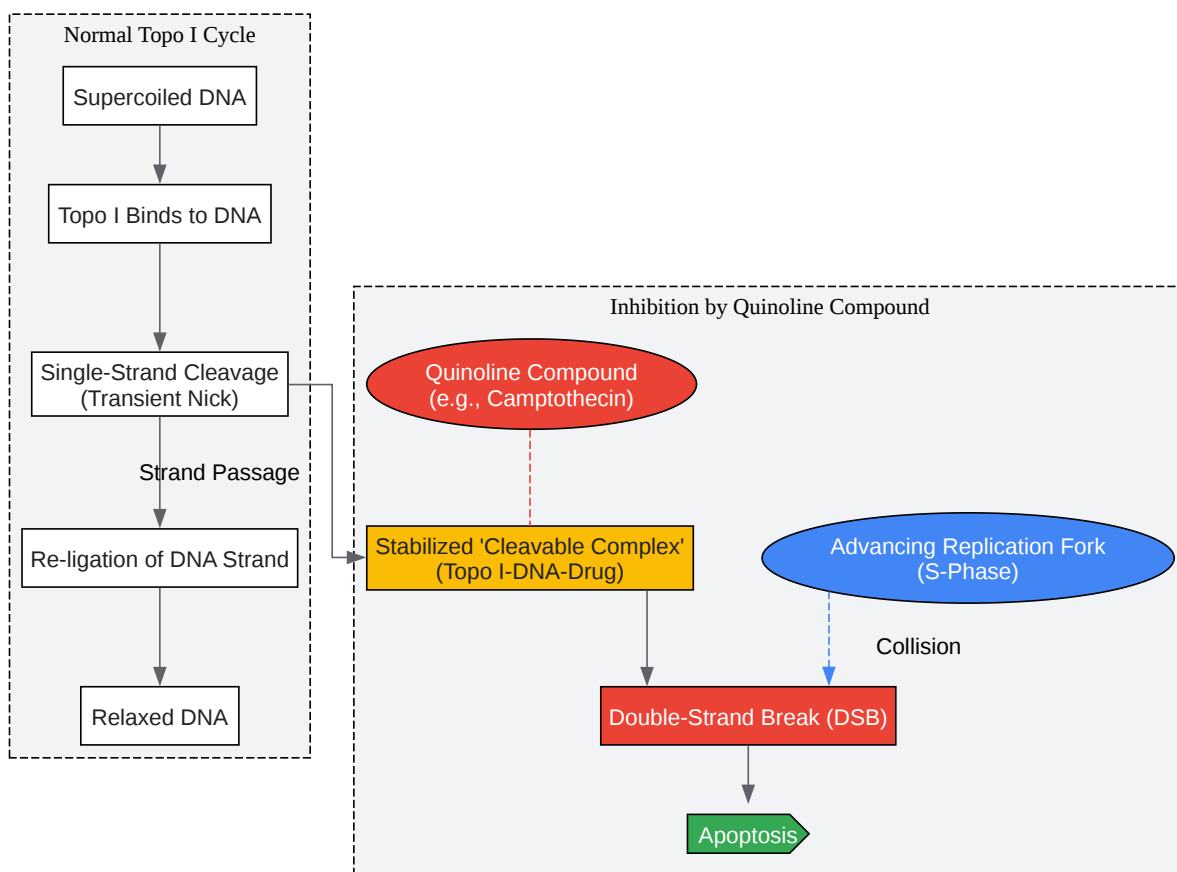 Normal Topo I Cycle
Supercoiled DNA
Topo I Binds to DNA
Single-Strand Cleavage
(Transient Nick)
Strand Passage
Re-ligation of DNA Strand
Relaxed DNA
Inhibition by Quinoline Compound
Quinoline Compound
(e.g., Camptothecin)
Stabilized 'Cleavable Complex'
(Topo I-DNA-Drug)
Advancing Replication Fork
(S-Phase)
Collision
Double-Strand Break (DSB)
Apoptosis